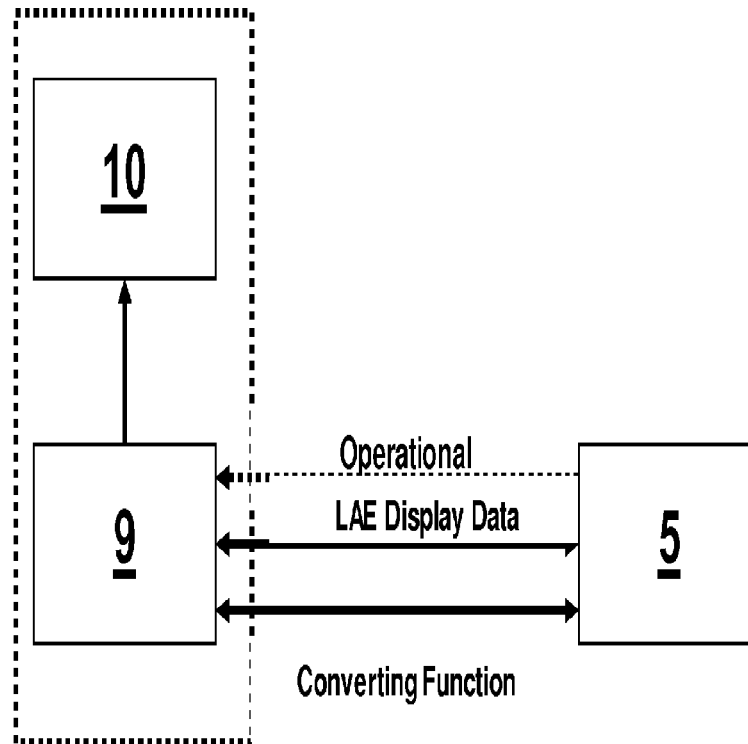 10
Operational
LAE Display Data
9
5
Converting Function